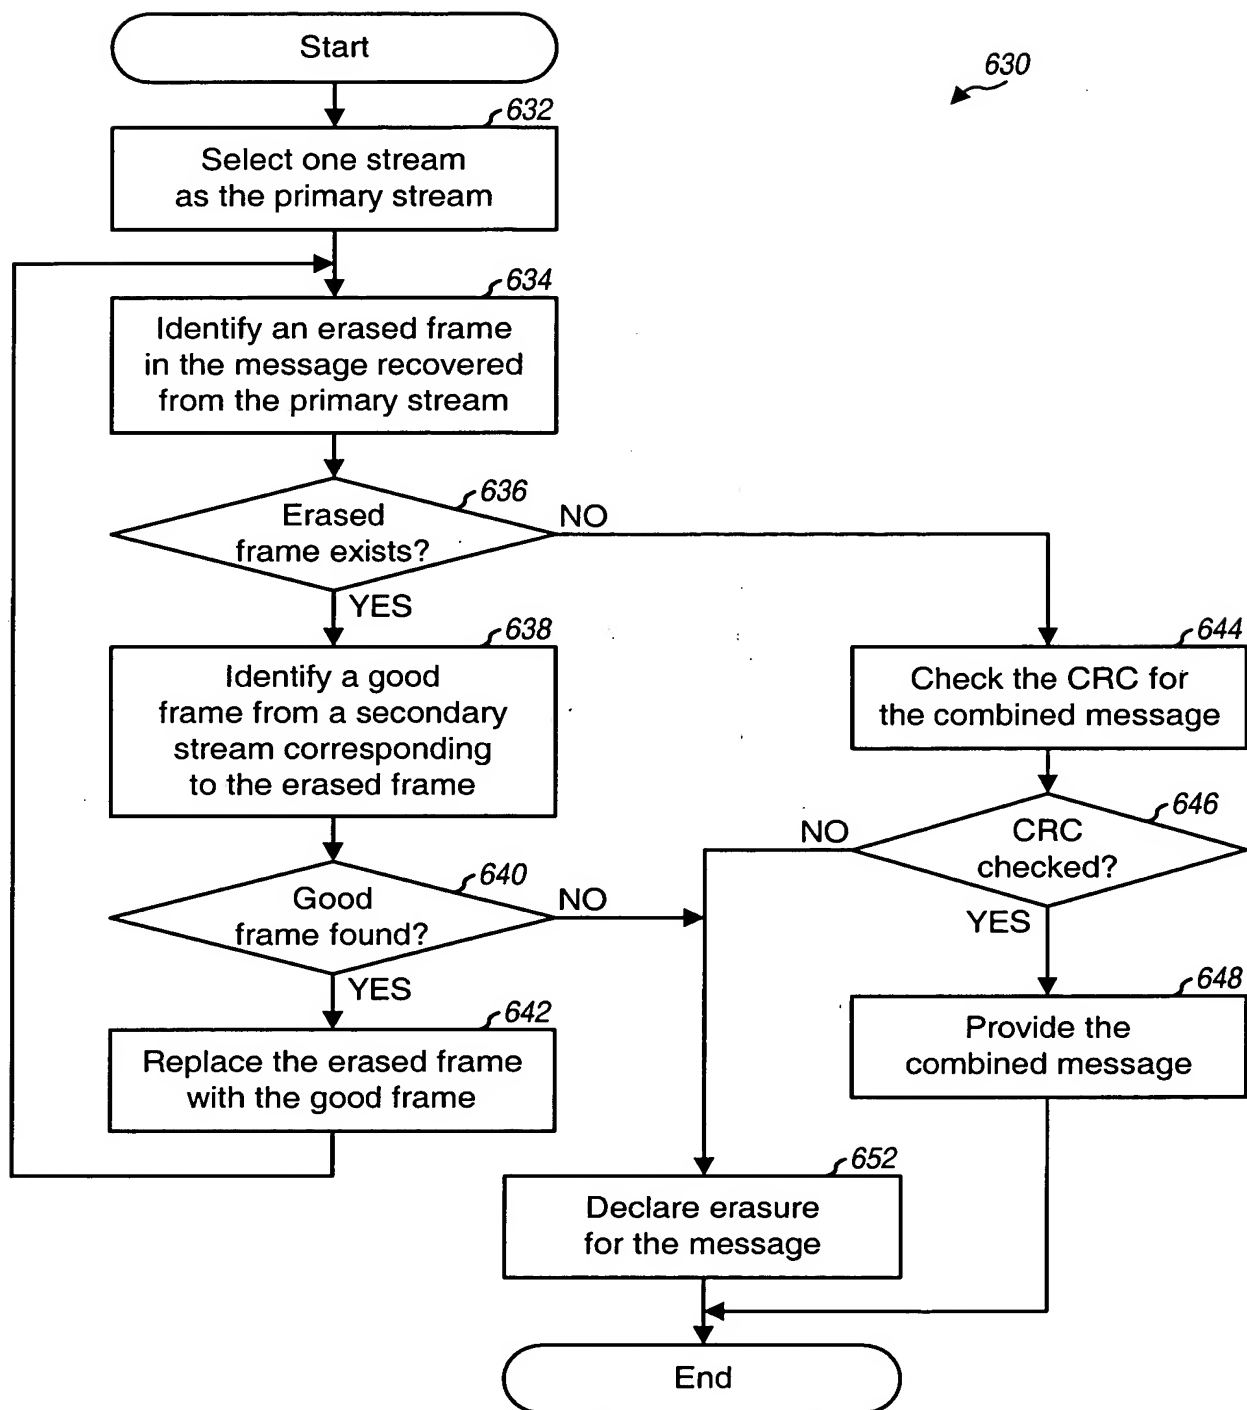 Start
630
632
Select one stream
as the primary stream
634
Identify an erased frame
in the message recovered
from the primary stream
636
Erased
frame exists?
NO
YES
638
Identify a good
frame from a secondary
stream corresponding
to the erased frame
644
Check the CRC for
the combined message
640
Good
frame found?
NO
YES
646
CRC
checked?
NO
YES
642
Replace the erased frame
with the good frame
648
Provide the
combined message
652
Declare erasure
for the message
End